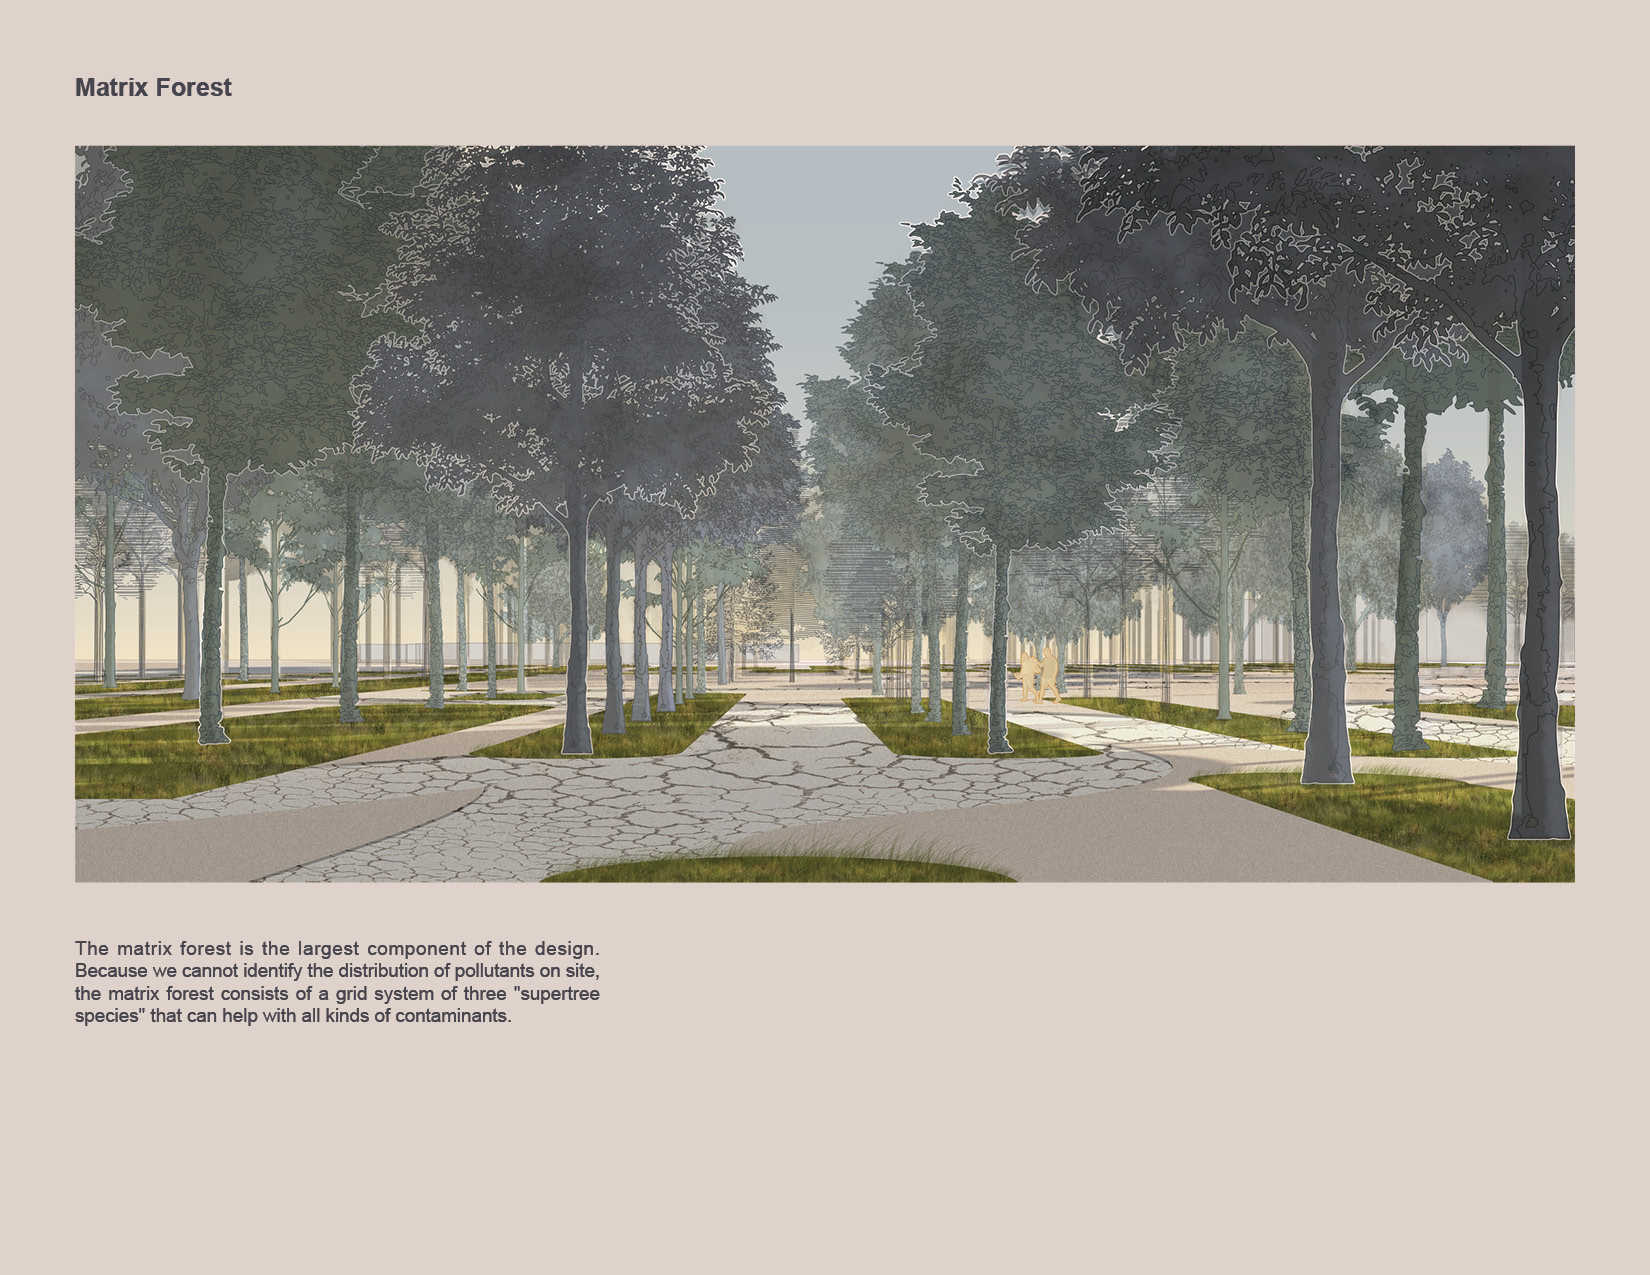 Matrix Forest
The matrix forest is the largest component of the design.
Because we cannot identify the distribution of pollutants on site,
the matrix forest consists of a grid system of three "supertree
species" that can help with all kinds of contaminants.